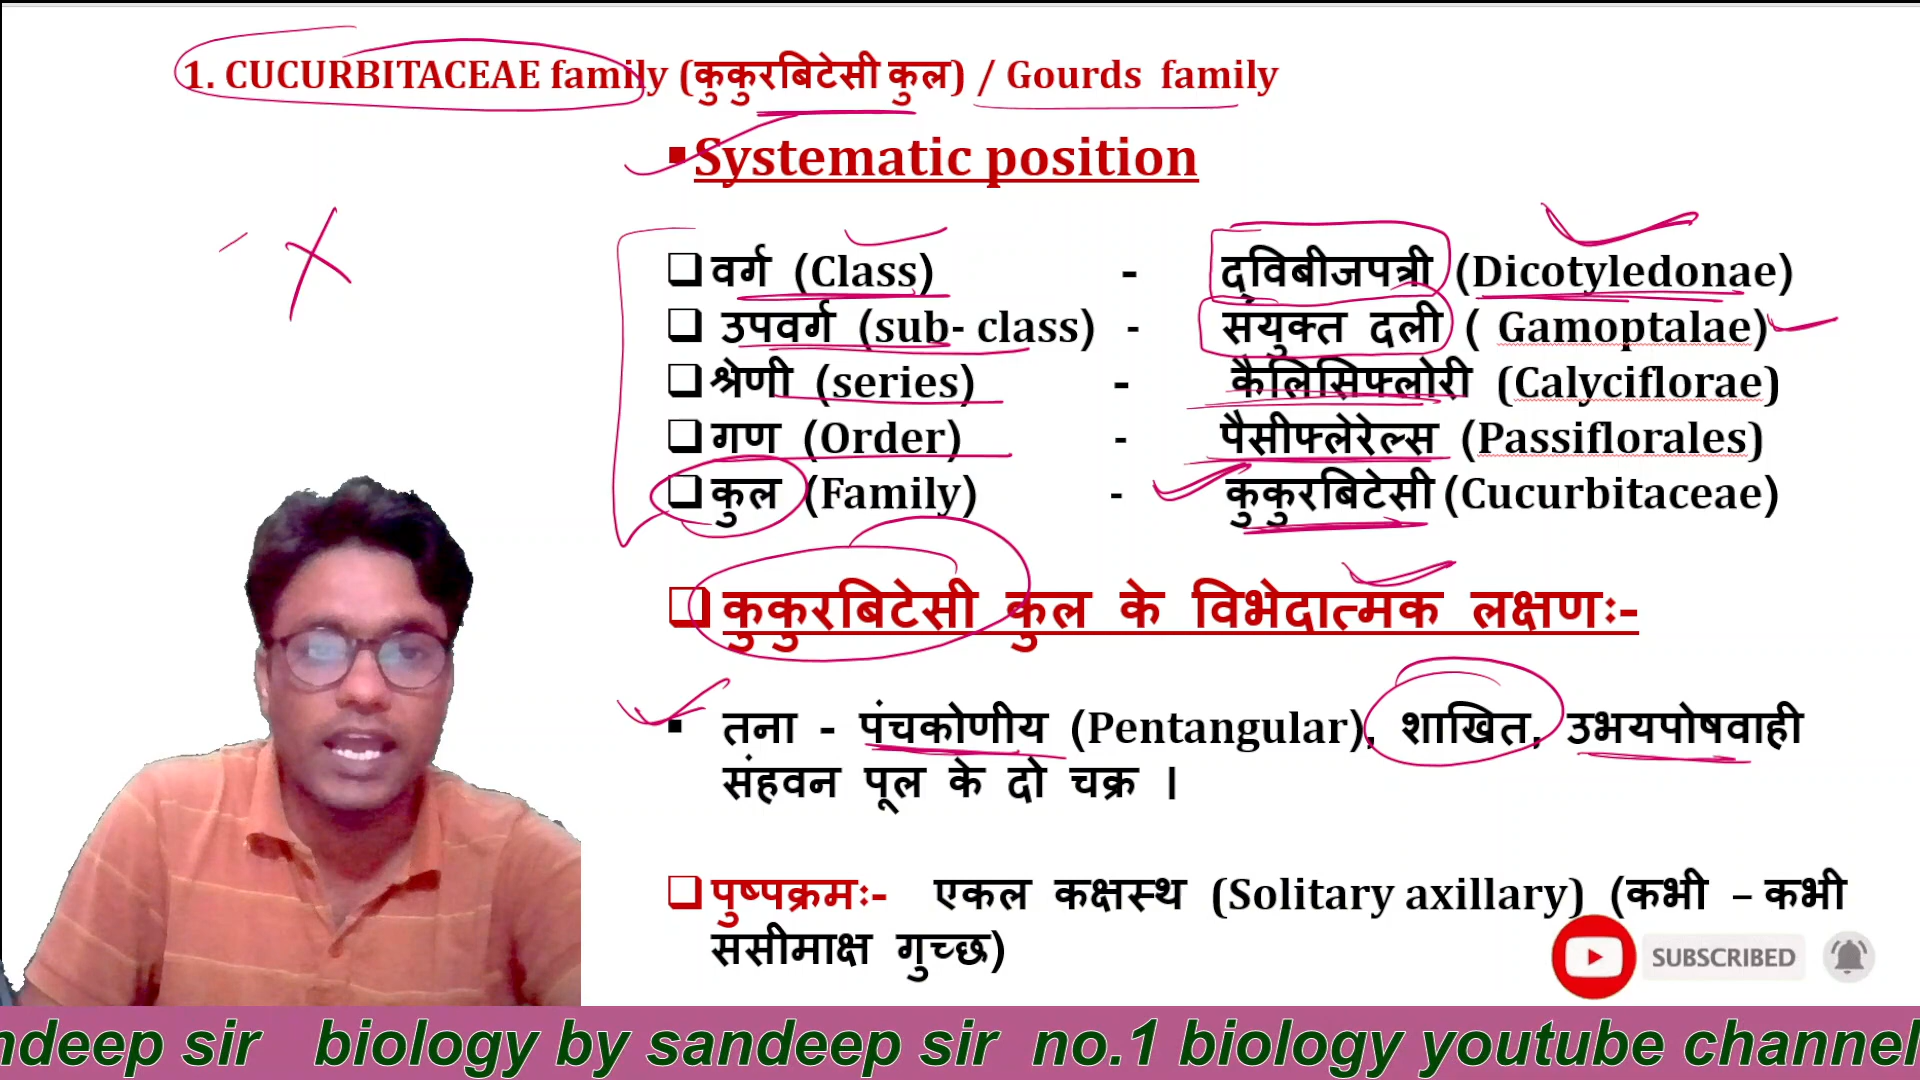 1. CUCURBITACEAE family (कुकुरबिटेसी कुल) / Gourds family
Systematic position
वर्ग (Class) - द्विबीजपत्री (Dicotyledonae)
उपवर्ग (sub- class) - संयुक्त दली ( Gamoptalae)
श्रेणी (series) - कैलिसिफ्लोरी (Calyciflorae)
गण (Order) - पैसीफ्लेरेल्स (Passiflorales)
कुल (Family) - कुकुरबिटेसी (Cucurbitaceae)
कुकुरबिटेसी कुल के विभेदात्मक लक्षणः-
तना - पंचकोणीय (Pentangular), शाखित, उभयपोषवाही
संहवन पूल के दो चक्र ।
पुष्पक्रमः- एकल कक्षस्थ (Solitary axillary) (कभी – कभी
ससीमाक्ष गुच्छ)
SUBSCRIBED
ndeep sir biology by sandeep sir no.1 biology youtube channel